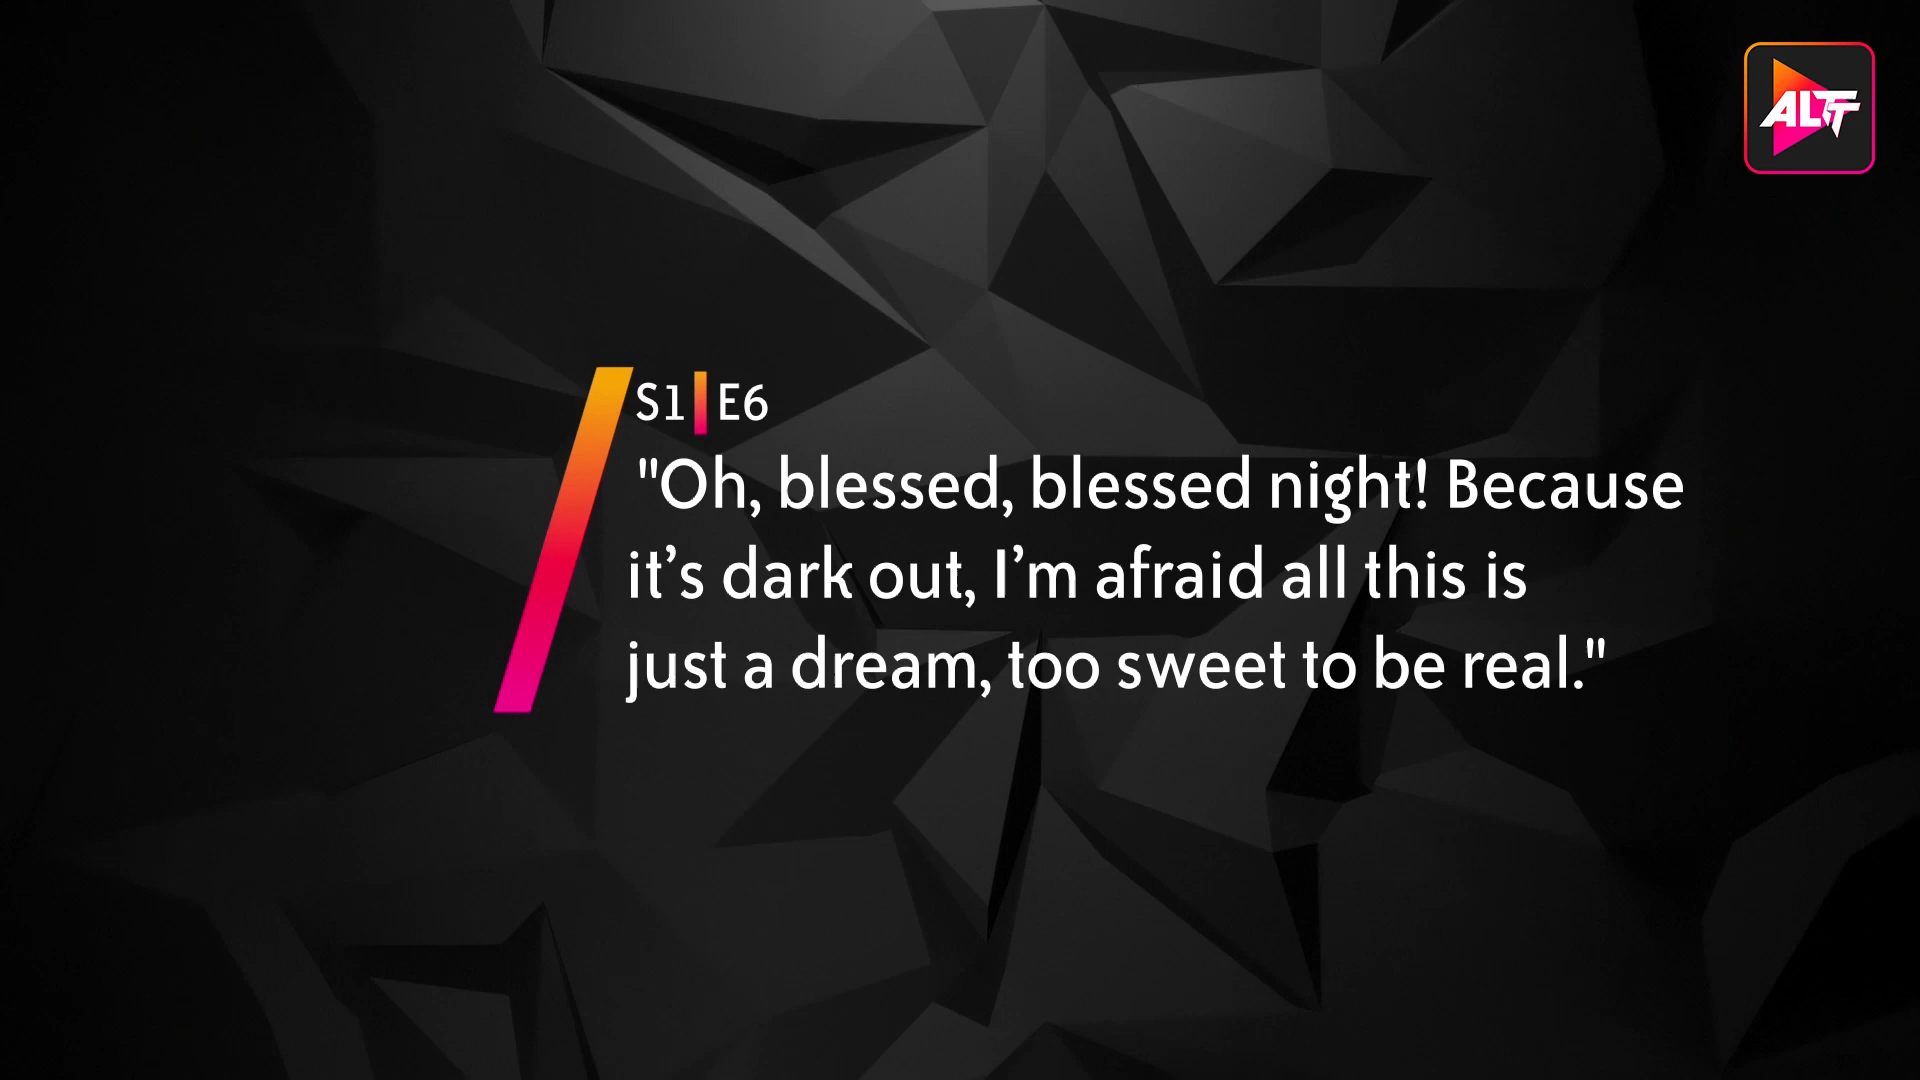 ALTT
S1 | E6
"Oh, blessed, blessed night! Because
it’s dark out, I’m afraid all this is
just a dream, too sweet to be real."